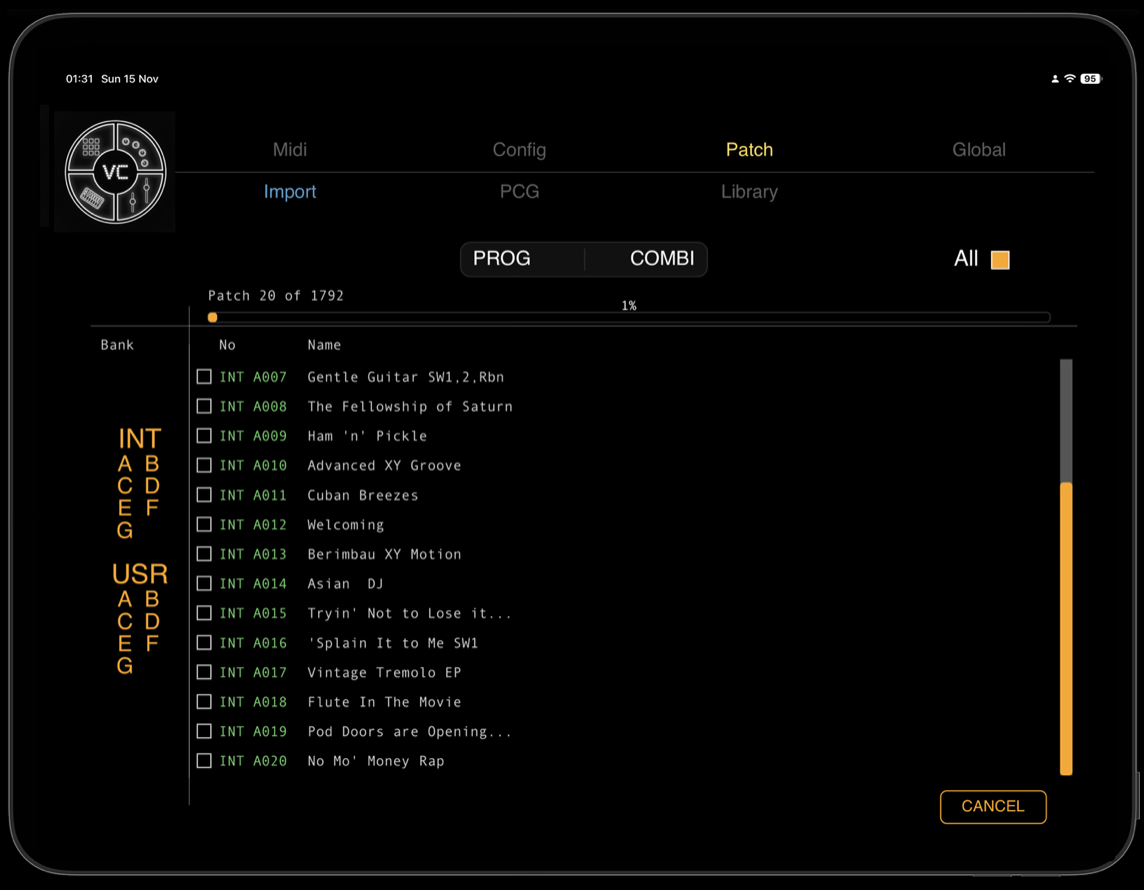 01:31 Sun 15 Nov 95
VC
Midi Config Patch Global
Import PCG Library
PROG COMBI All
Patch 20 of 1792
1%
Bank No Name
INT A007 Gentle Guitar SW1,2,Rbn
INT A008 The Fellowship of Saturn
INT A009 Ham 'n' Pickle
INT A010 Advanced XY Groove
INT A011 Cuban Breezes
INT A012 Welcoming
INT A013 Berimbau XY Motion
INT A014 Asian  DJ
INT A015 Tryin' Not to Lose it...
INT A016 'Splain It to Me SW1
INT A017 Vintage Tremolo EP
INT A018 Flute In The Movie
INT A019 Pod Doors are Opening...
INT A020 No Mo' Money Rap
INT
A B
C D
E F
G
USR
A B
C D
E F
G
CANCEL